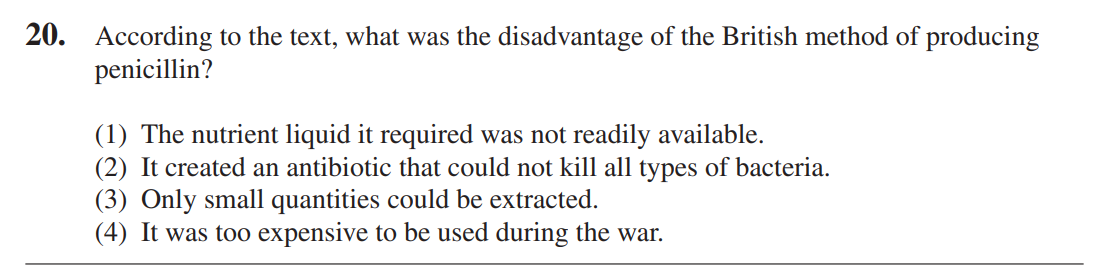 20. According to the text, what was the disadvantage of the British method of producing
penicillin?
(1) The nutrient liquid it required was not readily available.
(2) It created an antibiotic that could not kill all types of bacteria.
(3) Only small quantities could be extracted.
(4) It was too expensive to be used during the war.